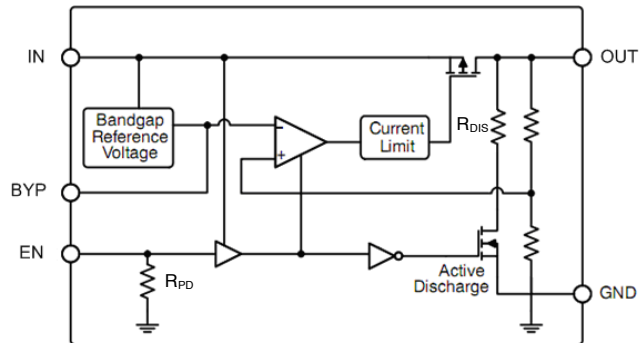 IN
OUT
Bandgap
Reference
Voltage
-
+
Current
Limit
RDIS
BYP
EN
RPD
Active
Discharge
GND